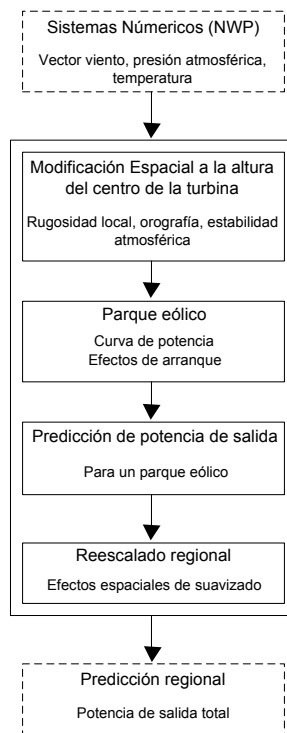 Sistemas Númericos (NWP)
Vector viento, presión atmosférica,
temperatura
Modificación Espacial a la altura
del centro de la turbina
Rugosidad local, orografía, estabilidad
atmosférica
Parque eólico
Curva de potencia
Efectos de arranque
Predicción de potencia de salida
Para un parque eólico
Reescalado regional
Efectos espaciales de suavizado
Predicción regional
Potencia de salida total